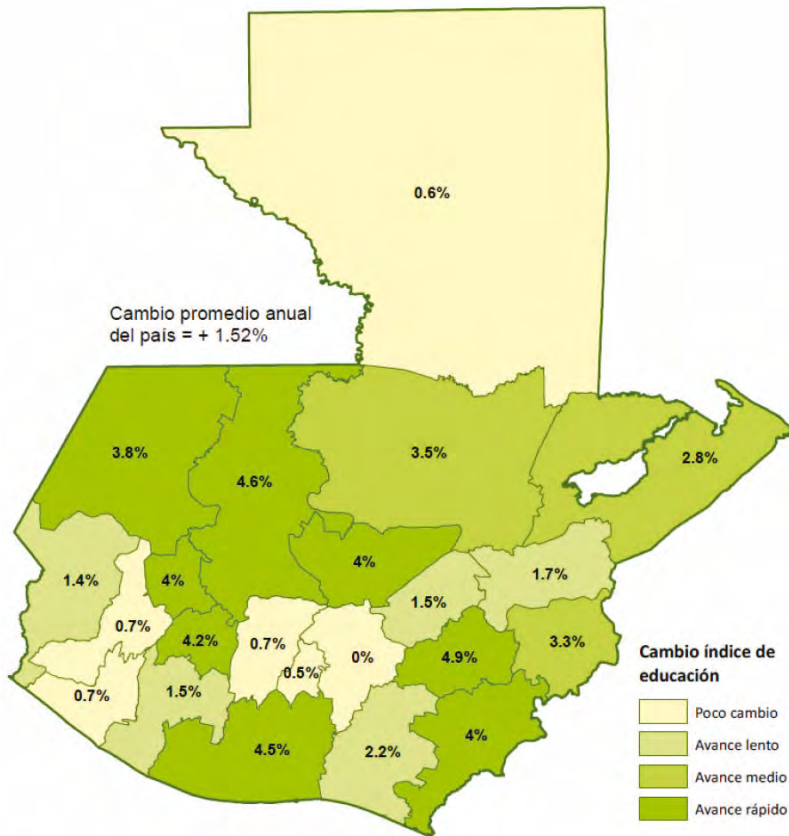 0.6%
Cambio promedio anual
del país = + 1.52%
3.8%
4.6%
3.5%
2.8%
1.4%
4%
4%
1.5%
1.7%
0.7%
4.2%
0.7%
0.5%
0%
4.9%
3.3%
0.7%
1.5%
4.5%
2.2%
4%
Cambio índice de
educación
Poco cambio
Avance lento
Avance medio
Avance rápido